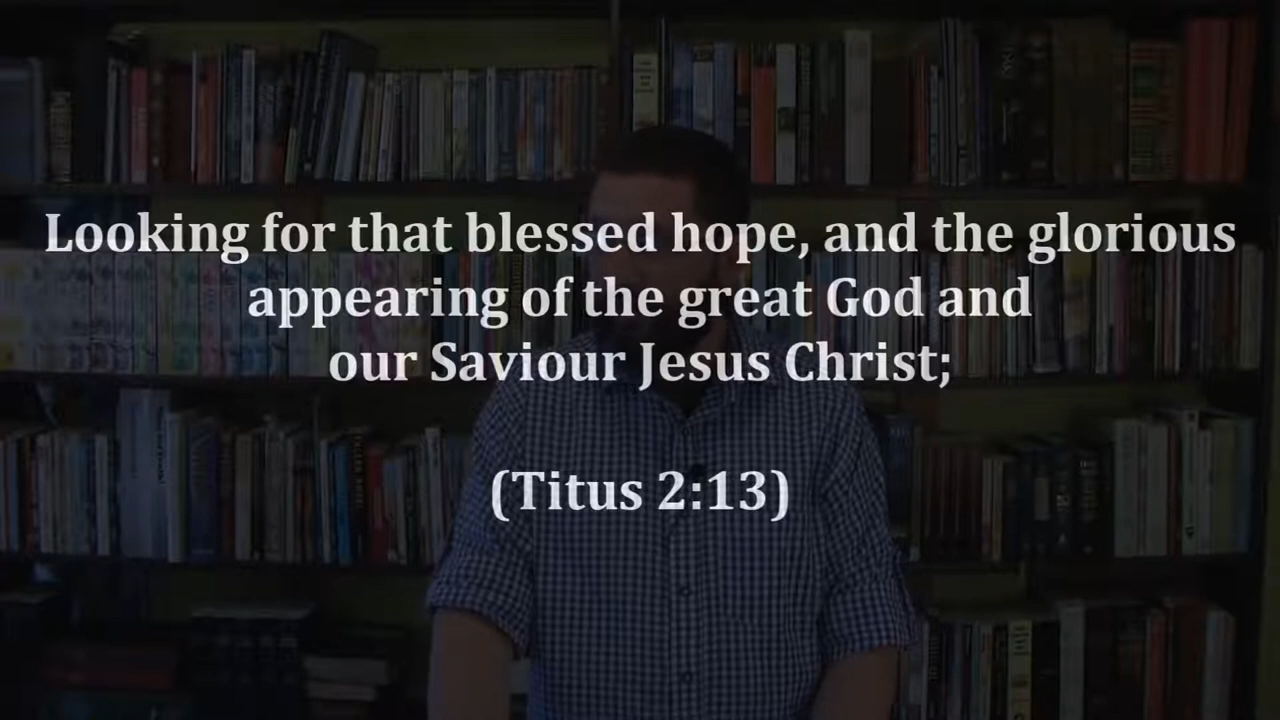 Looking for that blessed hope, and the glorious
appearing of the great God and
our Saviour Jesus Christ;
(Titus 2:13)